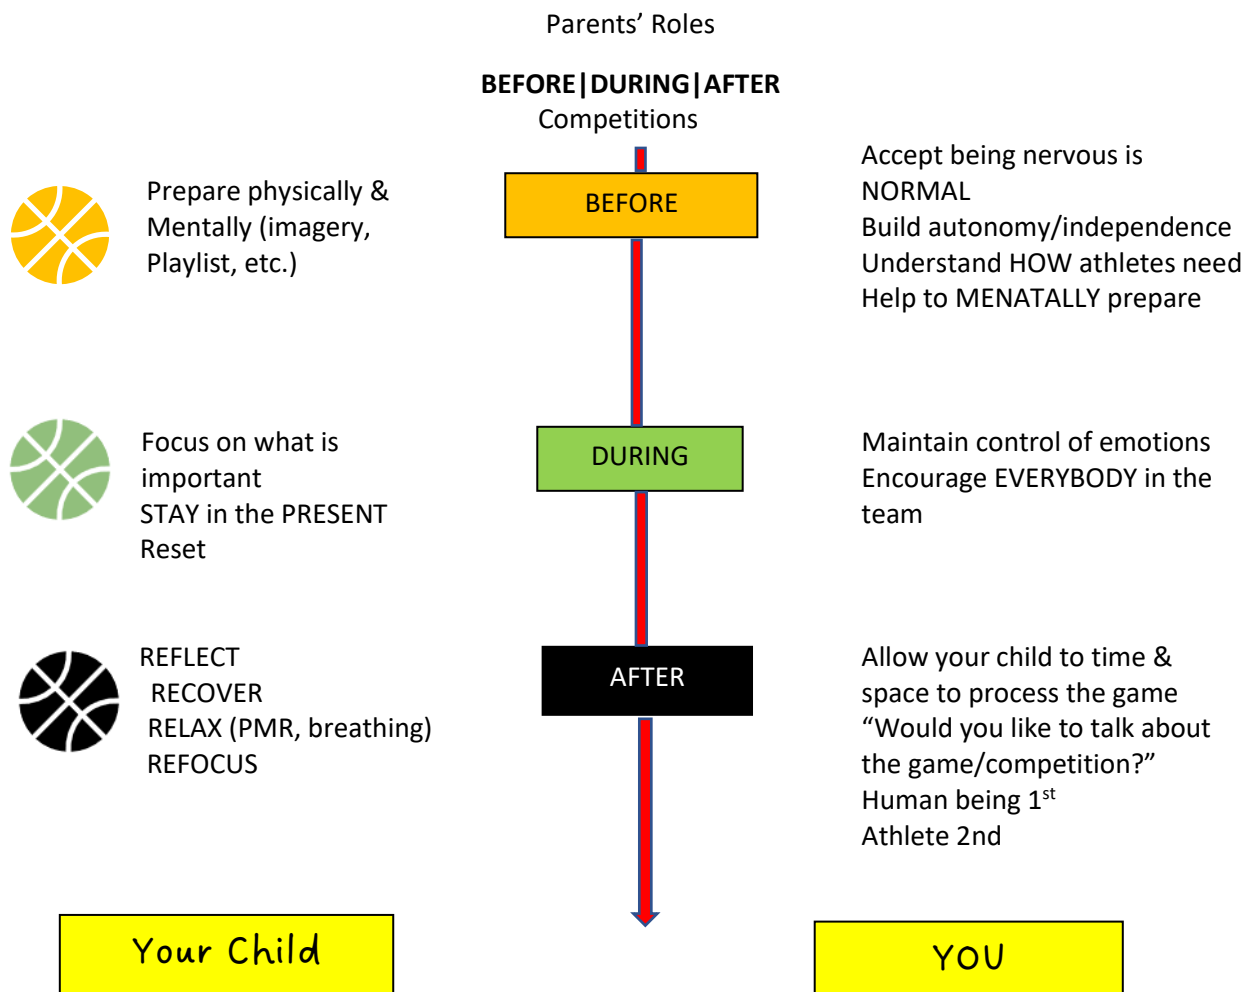 Parents’ Roles
BEFORE|DURING|AFTER
Competitions
Prepare physically &
Mentally (imagery,
Playlist, etc.)
BEFORE
Accept being nervous is
NORMAL
Build autonomy/independence
Understand HOW athletes need
Help to MENATALLY prepare
Focus on what is
important
STAY in the PRESENT
Reset
DURING
Maintain control of emotions
Encourage EVERYBODY in the
team
REFLECT
RECOVER
RELAX (PMR, breathing)
REFOCUS
AFTER
Allow your child to time &
space to process the game
“Would you like to talk about
the game/competition?”
Human being 1st
Athlete 2nd
Your Child
YOU